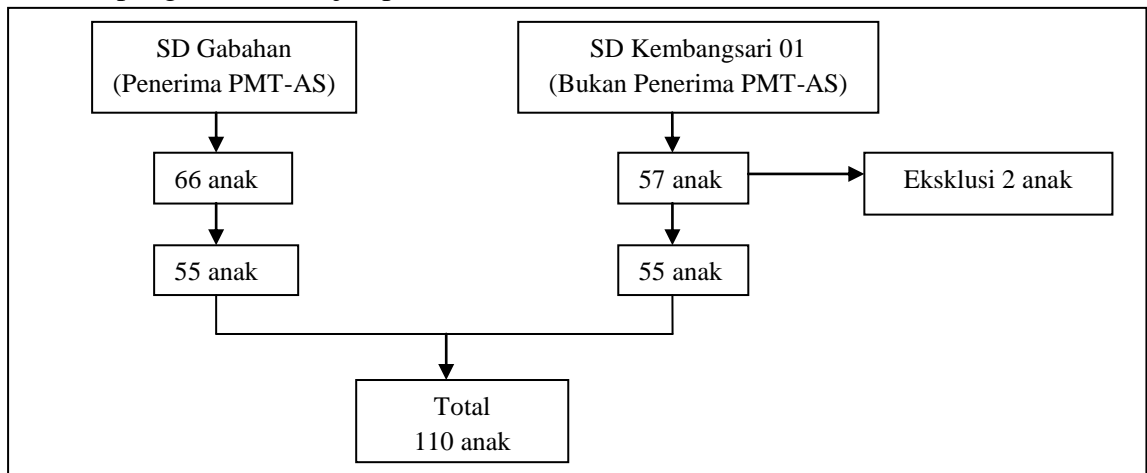 SD Gabahan
(Penerima PMT-AS)
SD Kembangsari 01
(Bukan Penerima PMT-AS)
66 anak
57 anak
Eksklusi 2 anak
55 anak
55 anak
Total
110 anak